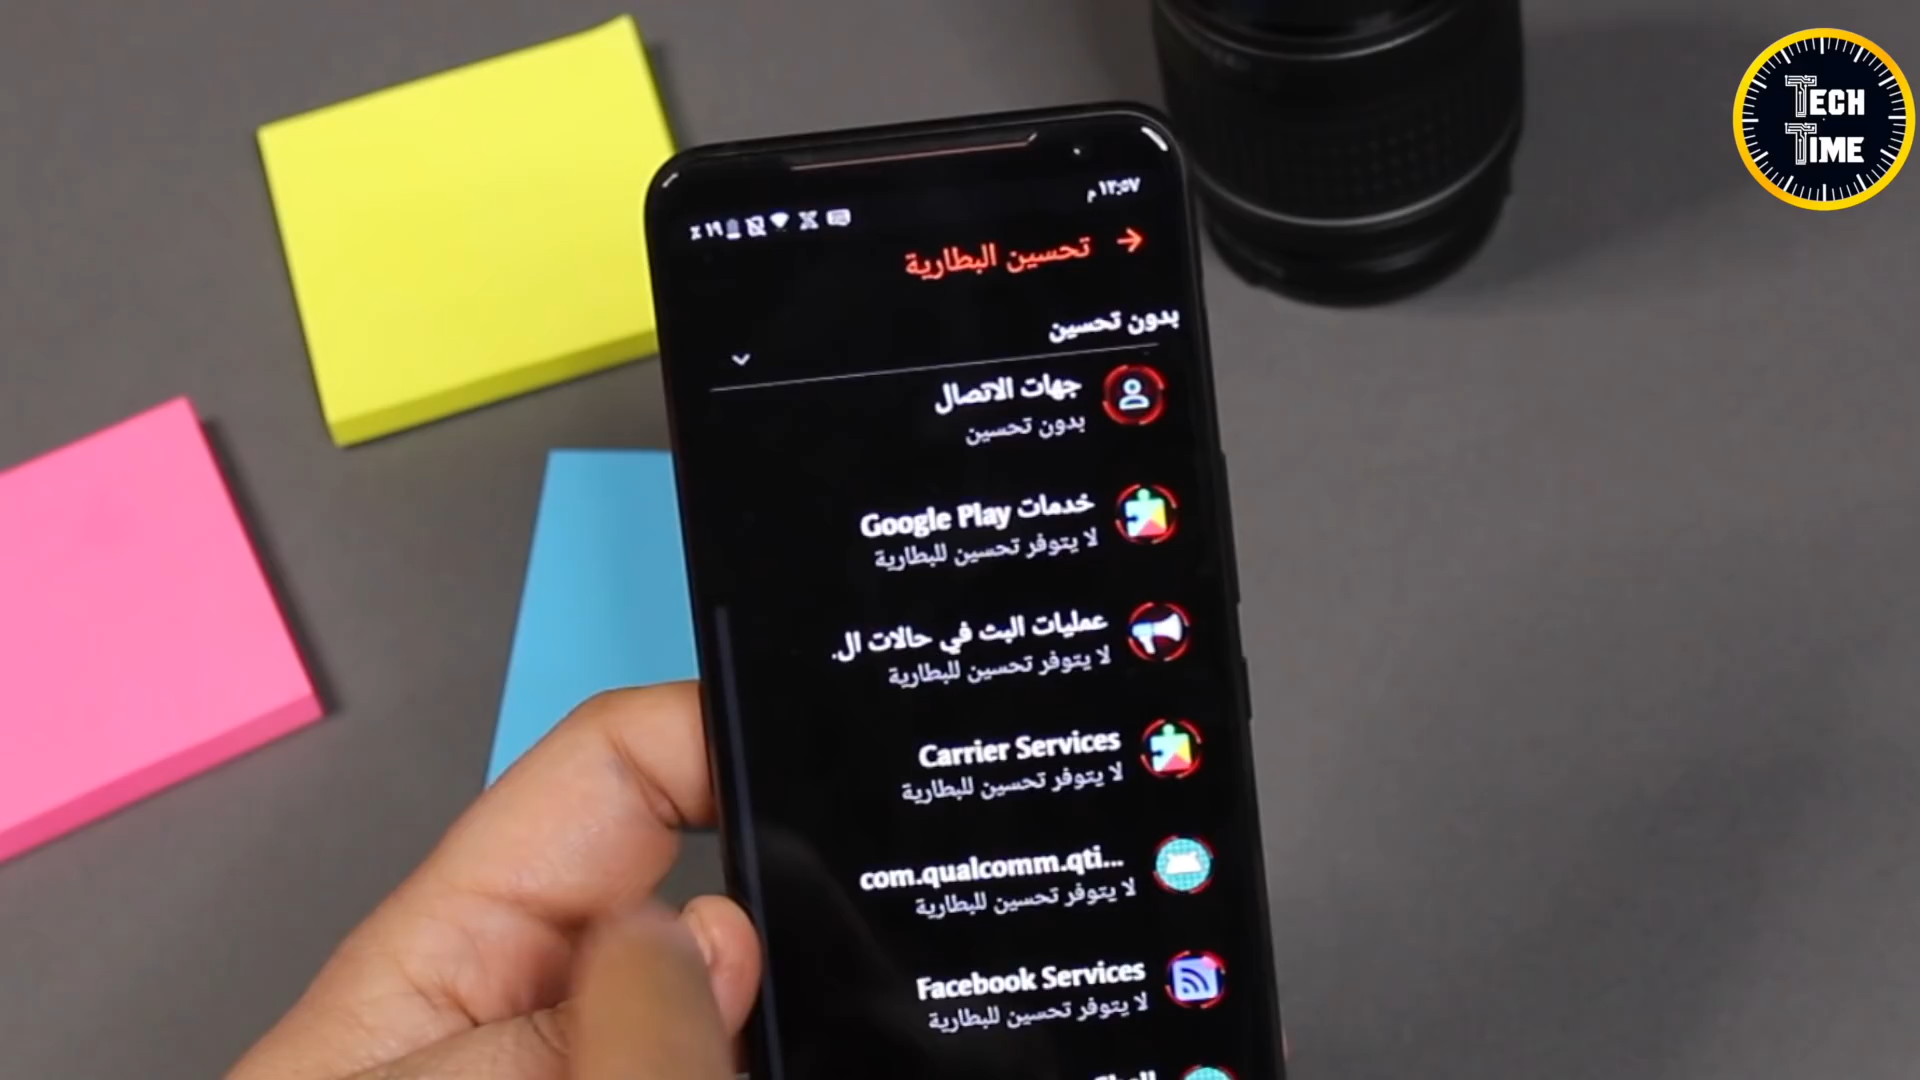 TECH
TIME
١٢:٥٧ م
٪ ١٩
تحسين البطارية
بدون تحسين
جهات الاتصال
بدون تحسين
خدمات Google Play
لا يتوفر تحسين للبطارية
عمليات البث في حالات ال.
لا يتوفر تحسين للبطارية
Carrier Services
لا يتوفر تحسين للبطارية
com.qualcomm.qti...
لا يتوفر تحسين للبطارية
Facebook Services
لا يتوفر تحسين للبطارية